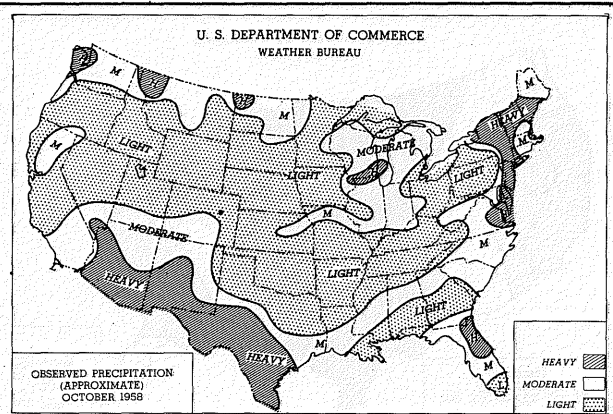 U. S. DEPARTMENT OF COMMERCE
WEATHER BUREAU
M
M
M
HEAVY
M
M
LIGHT
LIGHT
MODERATE
LIGHT
M
M
MODERATE
HEAVY
LIGHT
LIGHT
HEAVY
M
M
L
OBSERVED PRECIPITATION
(APPROXIMATE)
OCTOBER 1958
HEAVY
MODERATE
LIGHT